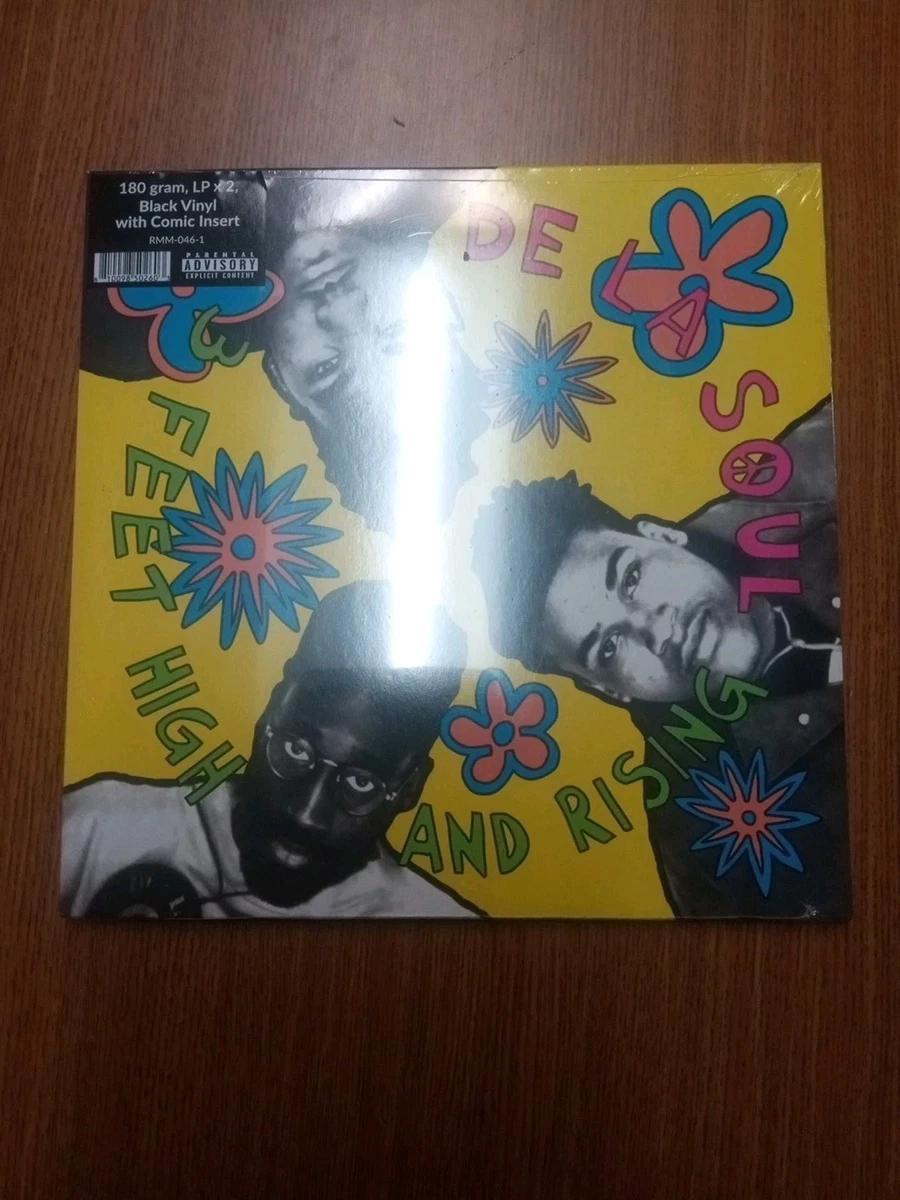 180 gram, LP x 2,
Black Vinyl
with Comic Insert
RMM-046-1
PARENTAL
ADVISORY
EXPLICIT CONTENT
DE LA SOUL
3 FEET HIGH
AND RISING